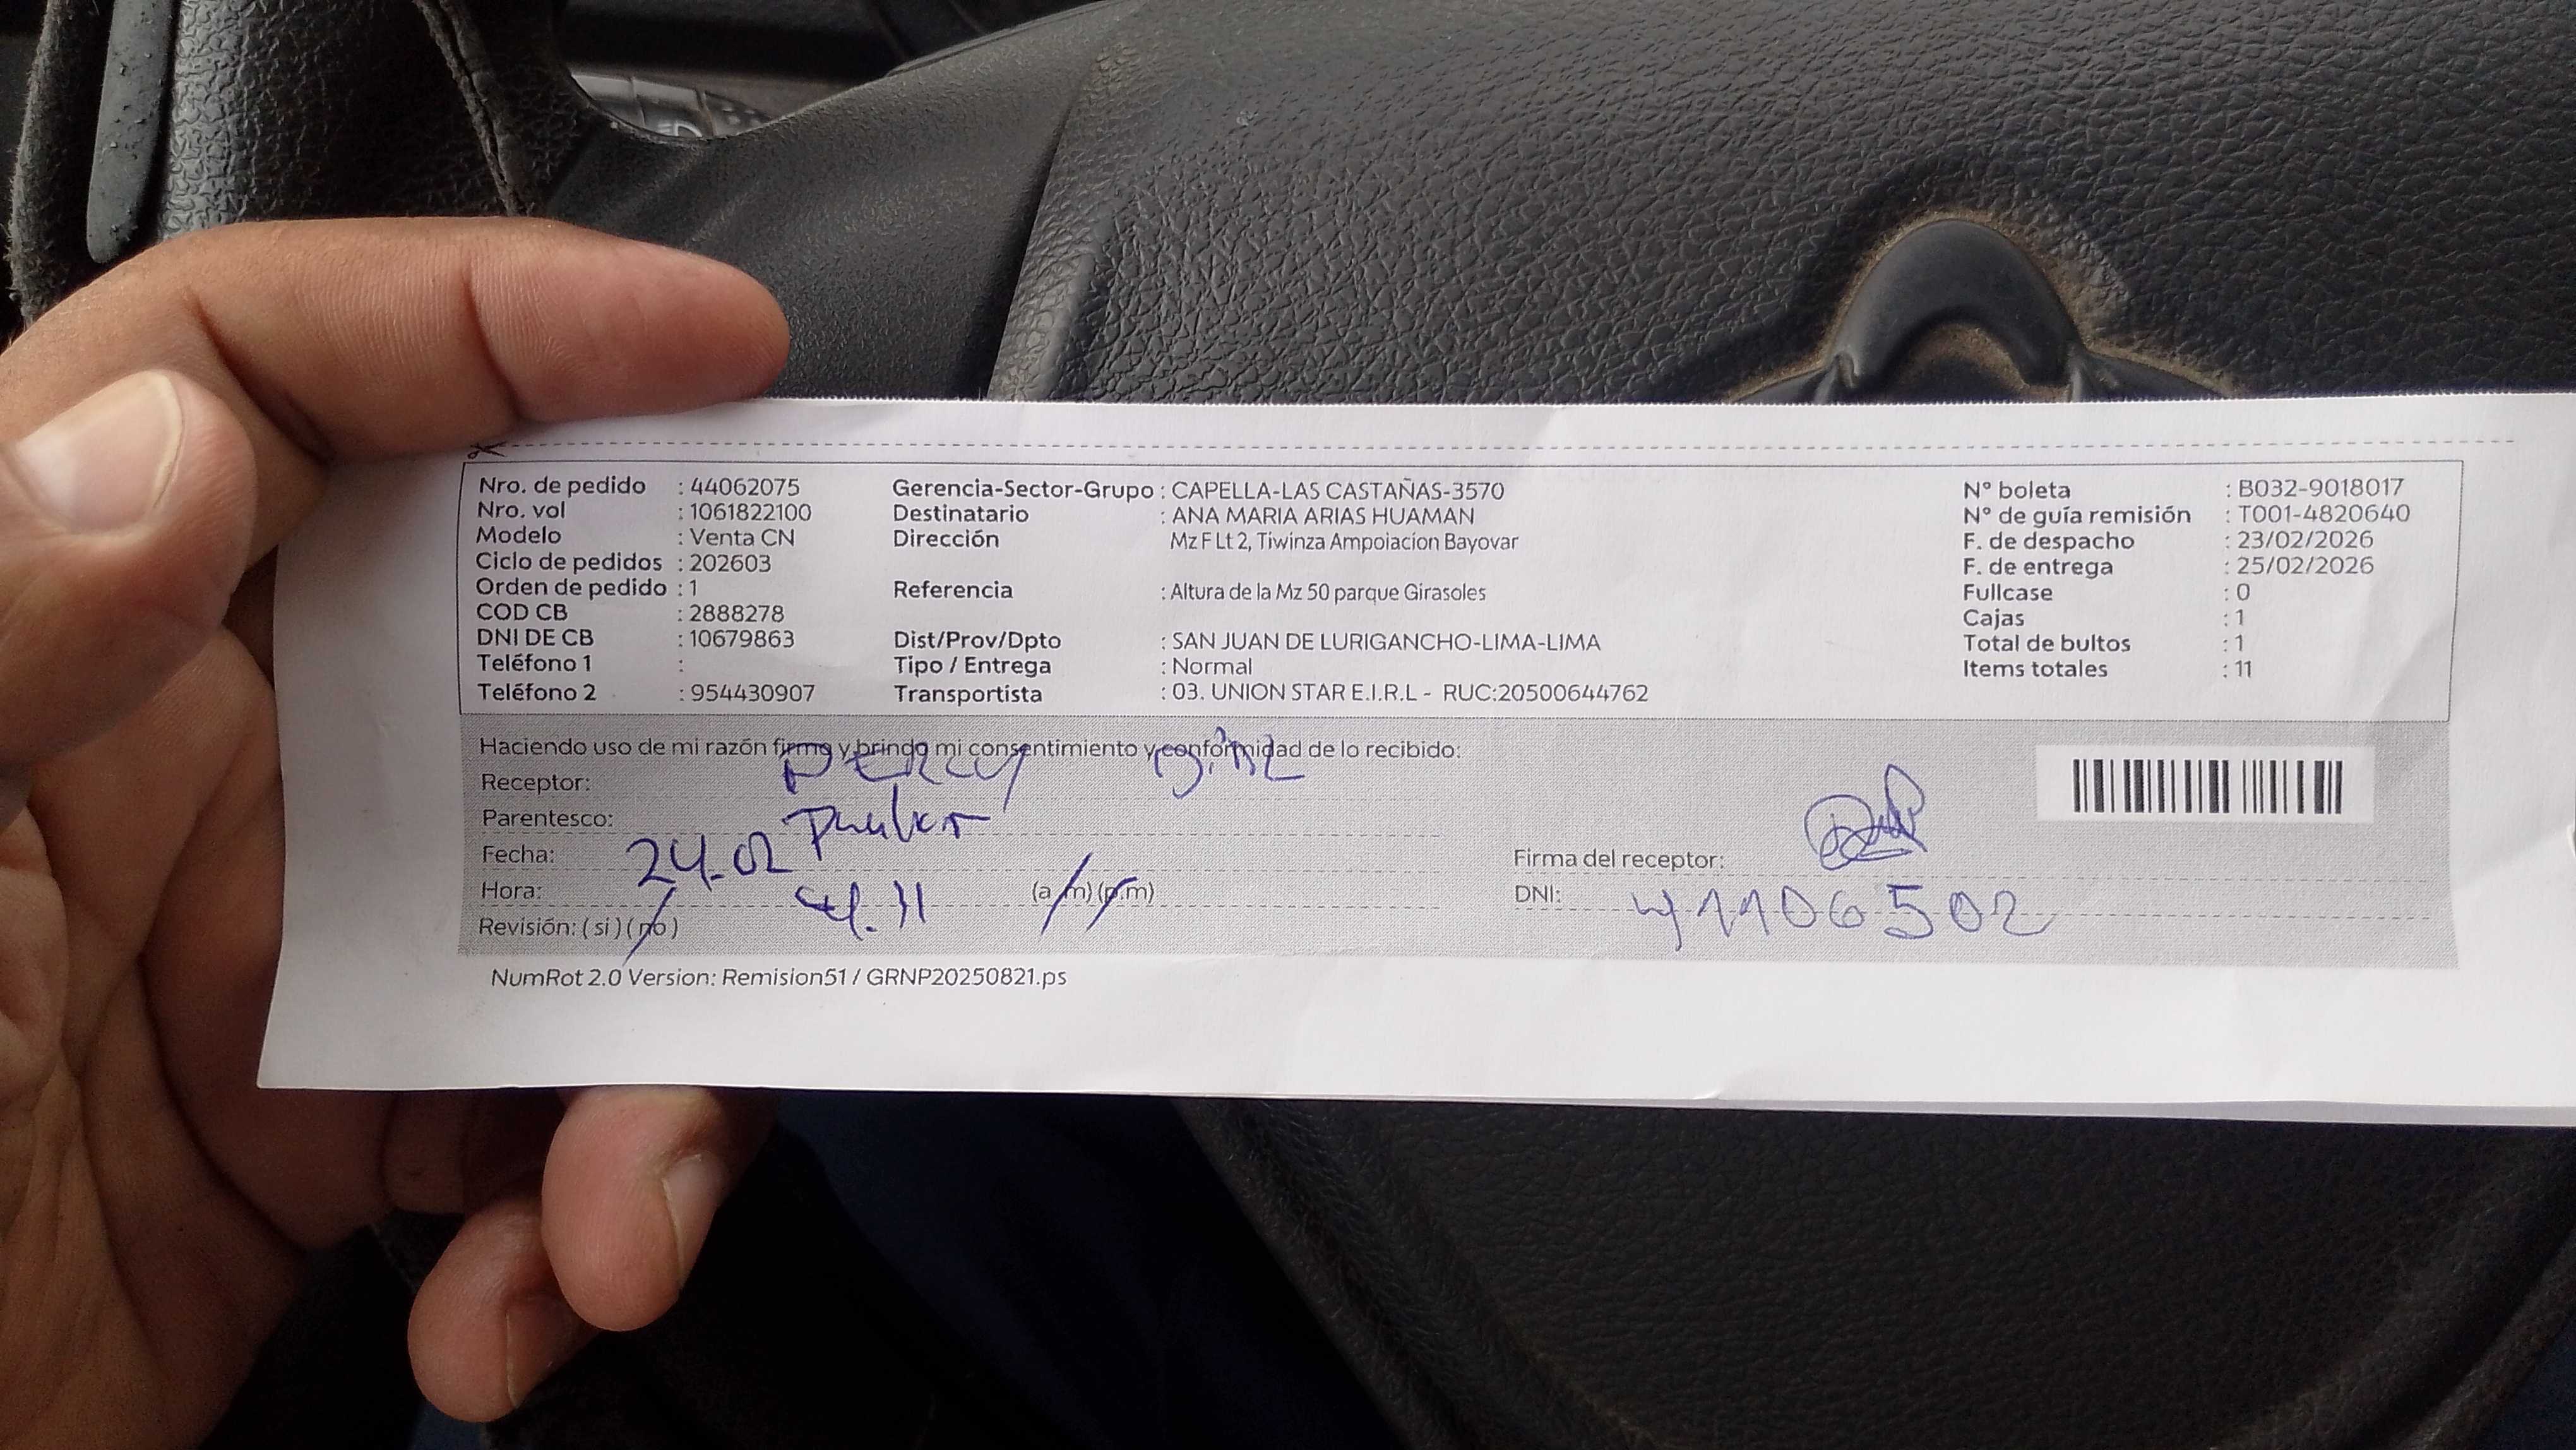 Nro. de pedido : 44062075
Nro. vol : 1061822100
Modelo : Venta CN
Ciclo de pedidos : 202603
Orden de pedido : 1
COD CB : 2888278
DNI DE CB : 10679863
Teléfono 1 :
Teléfono 2 : 954430907
Gerencia-Sector-Grupo : CAPELLA-LAS CASTAÑAS-3570
Destinatario : ANA MARIA ARIAS HUAMAN
Dirección Mz F Lt 2, Tiwinza Ampoiacion Bayovar
Referencia : Altura de la Mz 50 parque Girasoles
Dist/Prov/Dpto : SAN JUAN DE LURIGANCHO-LIMA-LIMA
Tipo / Entrega : Normal
Transportista : 03. UNION STAR E.I.R.L - RUC:20500644762
N° boleta : B032-9018017
N° de guía remisión : T001-4820640
F. de despacho : 23/02/2026
F. de entrega : 25/02/2026
Fullcase : 0
Cajas : 1
Total de bultos : 1
Items totales : 11
Haciendo uso de mi razón firmo y brindo mi consentimiento y conformidad de lo recibido:
Receptor: PERCY
Parentesco:
Fecha: 24.02
Hora: 4.11 (a.m) (p.m)
Revisión: ( si ) ( no )
Firma del receptor:
DNI: 41106502
NumRot 2.0 Version: Remision51 / GRNP20250821.ps